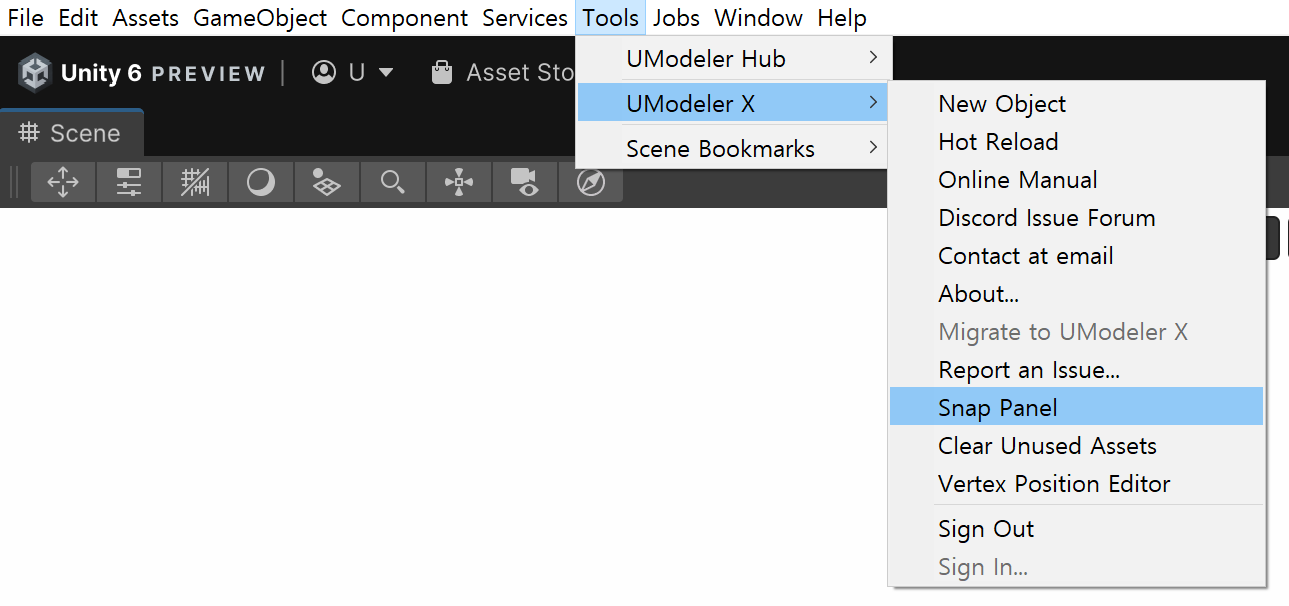 File Edit Assets GameObject Component Services Tools Jobs Window Help
Unity 6 PREVIEW | U Asset Sto
Scene
UModeler Hub
UModeler X
Scene Bookmarks
New Object
Hot Reload
Online Manual
Discord Issue Forum
Contact at email
About...
Migrate to UModeler X
Report an Issue...
Snap Panel
Clear Unused Assets
Vertex Position Editor
Sign Out
Sign In...